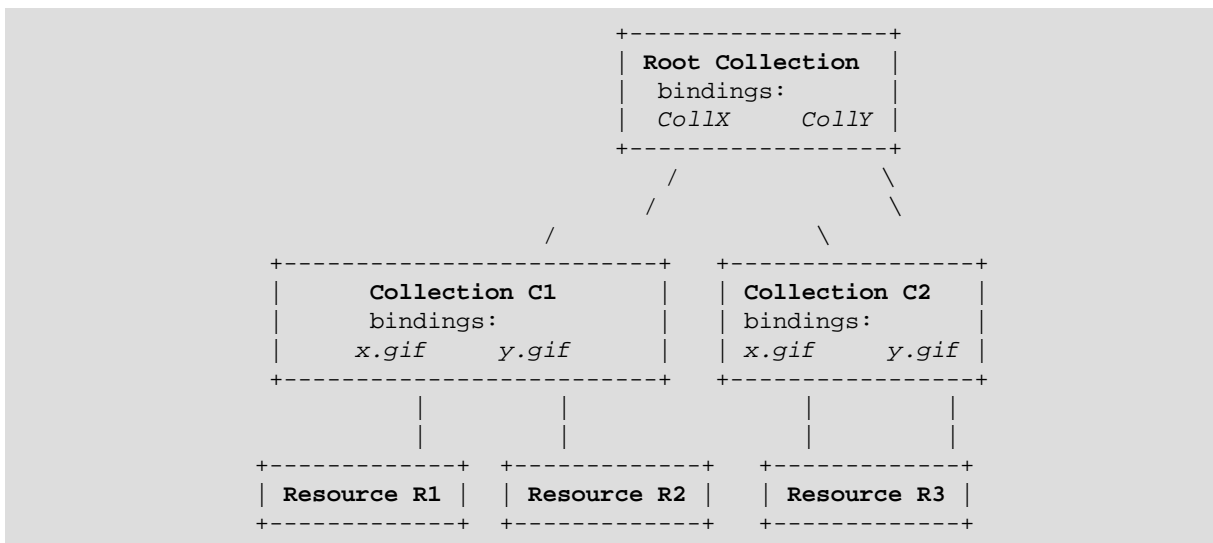 +------------------+
| Root Collection |
| bindings: |
| CollX CollY |
+------------------+
/ \
/ \
/ \
+--------------------------+ +-----------------+
| Collection C1 | | Collection C2 |
| bindings: | | bindings: |
| x.gif y.gif | | x.gif y.gif |
+--------------------------+ +-----------------+
| | | |
| | | |
+-------------+ +-------------+ +-------------+
| Resource R1 | | Resource R2 | | Resource R3 |
+-------------+ +-------------+ +-------------+